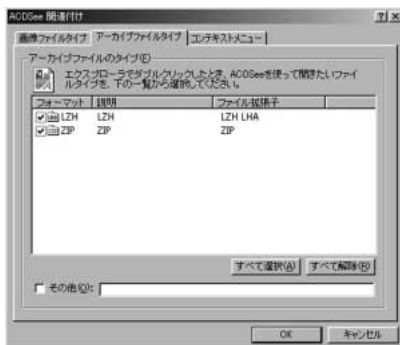 ACDSee 関連付け
画像ファイルタイプ アーカイブファイルタイプ コンテキストメニュー
アーカイブファイルのタイプ(E)
エクスプローラでダブルクリックしたとき、ACDSeeを使って開きたいファイ
ルタイプを、下の一覧から選択してください。
フォーマット 説明 ファイル拡張子
LZH LZH LZH LHA
ZIP ZIP ZIP
すべて選択(A) すべて解除(R)
その他(O):
OK キャンセル